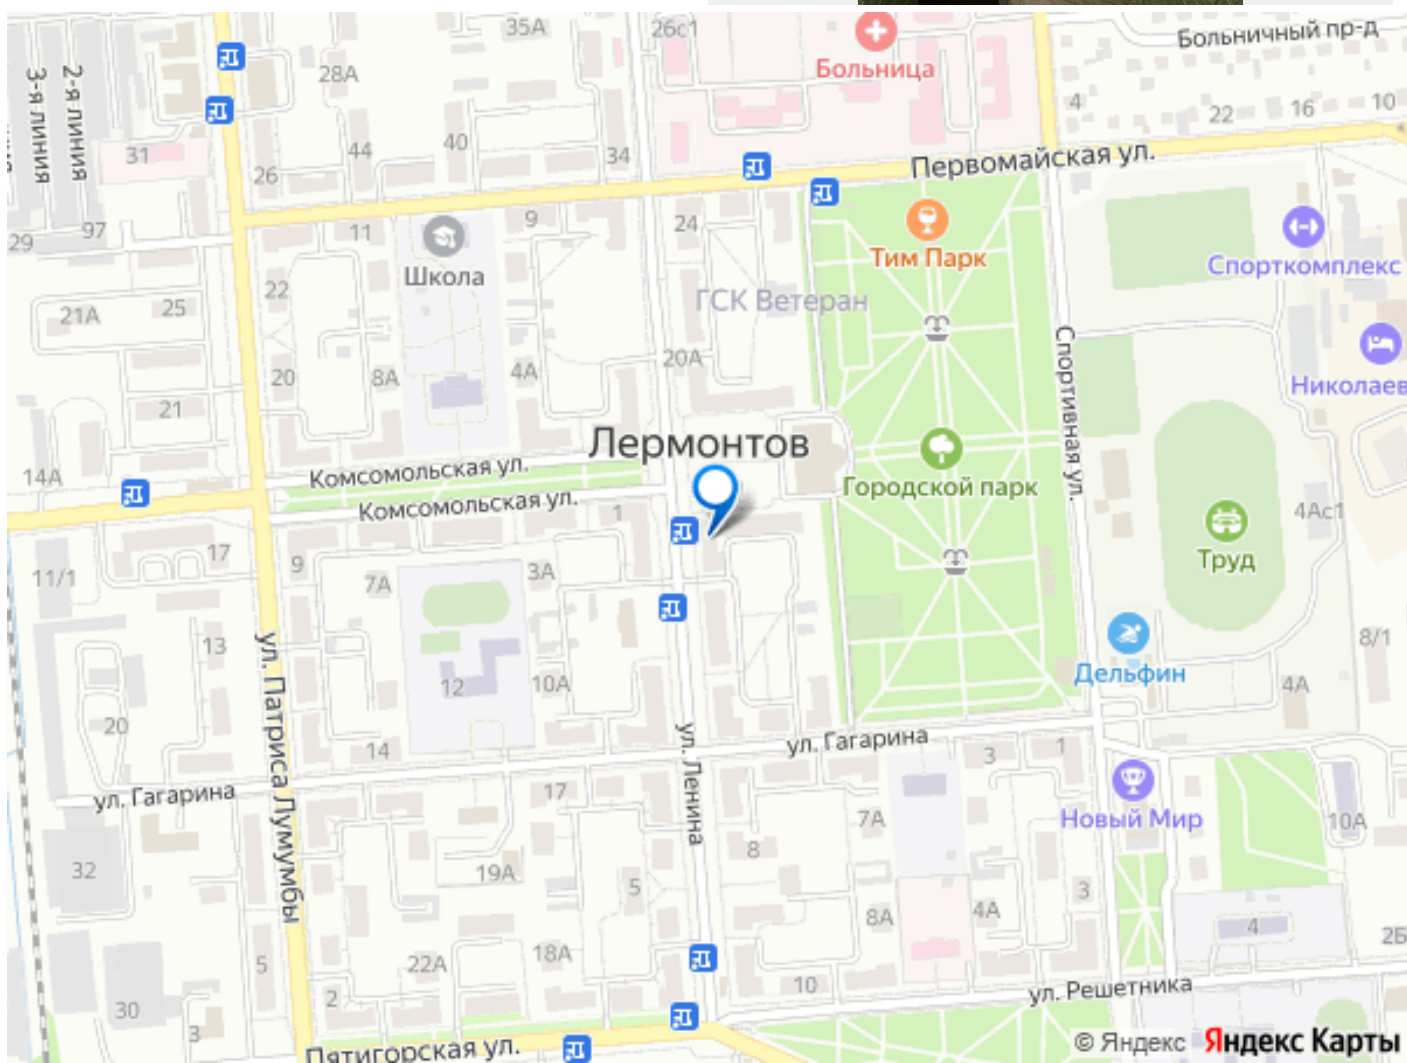 35А
26с1
Больничный пр-д
Больница
2-я линия
3-я линия
28А
4
22
16
10
31
44
40
34
26
Первомайская ул.
29
97
11
9
24
Школа
Тим Парк
Спорткомплекс
22
ГСК Ветеран
21А
25
20А
Спортивная ул.
20
8А
4А
Николаев
21
Лермонтов
14А
Комсомольская ул.
Комсомольская ул.
1
Городской парк
4Ас1
Труд
17
9
11/1
7А
3А
13
ул. Патриса Лумумбы
12
10А
Дельфин
8/1
4А
20
14
ул. Ленина
ул. Гагарина
3
1
ул. Гагарина
17
Новый Мир
7А
10А
8
32
19А
5
3
8А
4А
4
2Б
5
22А
18А
2
10
ул. Решетника
30
3
Пятигорская ул.
© Яндекс Яндекс Карты